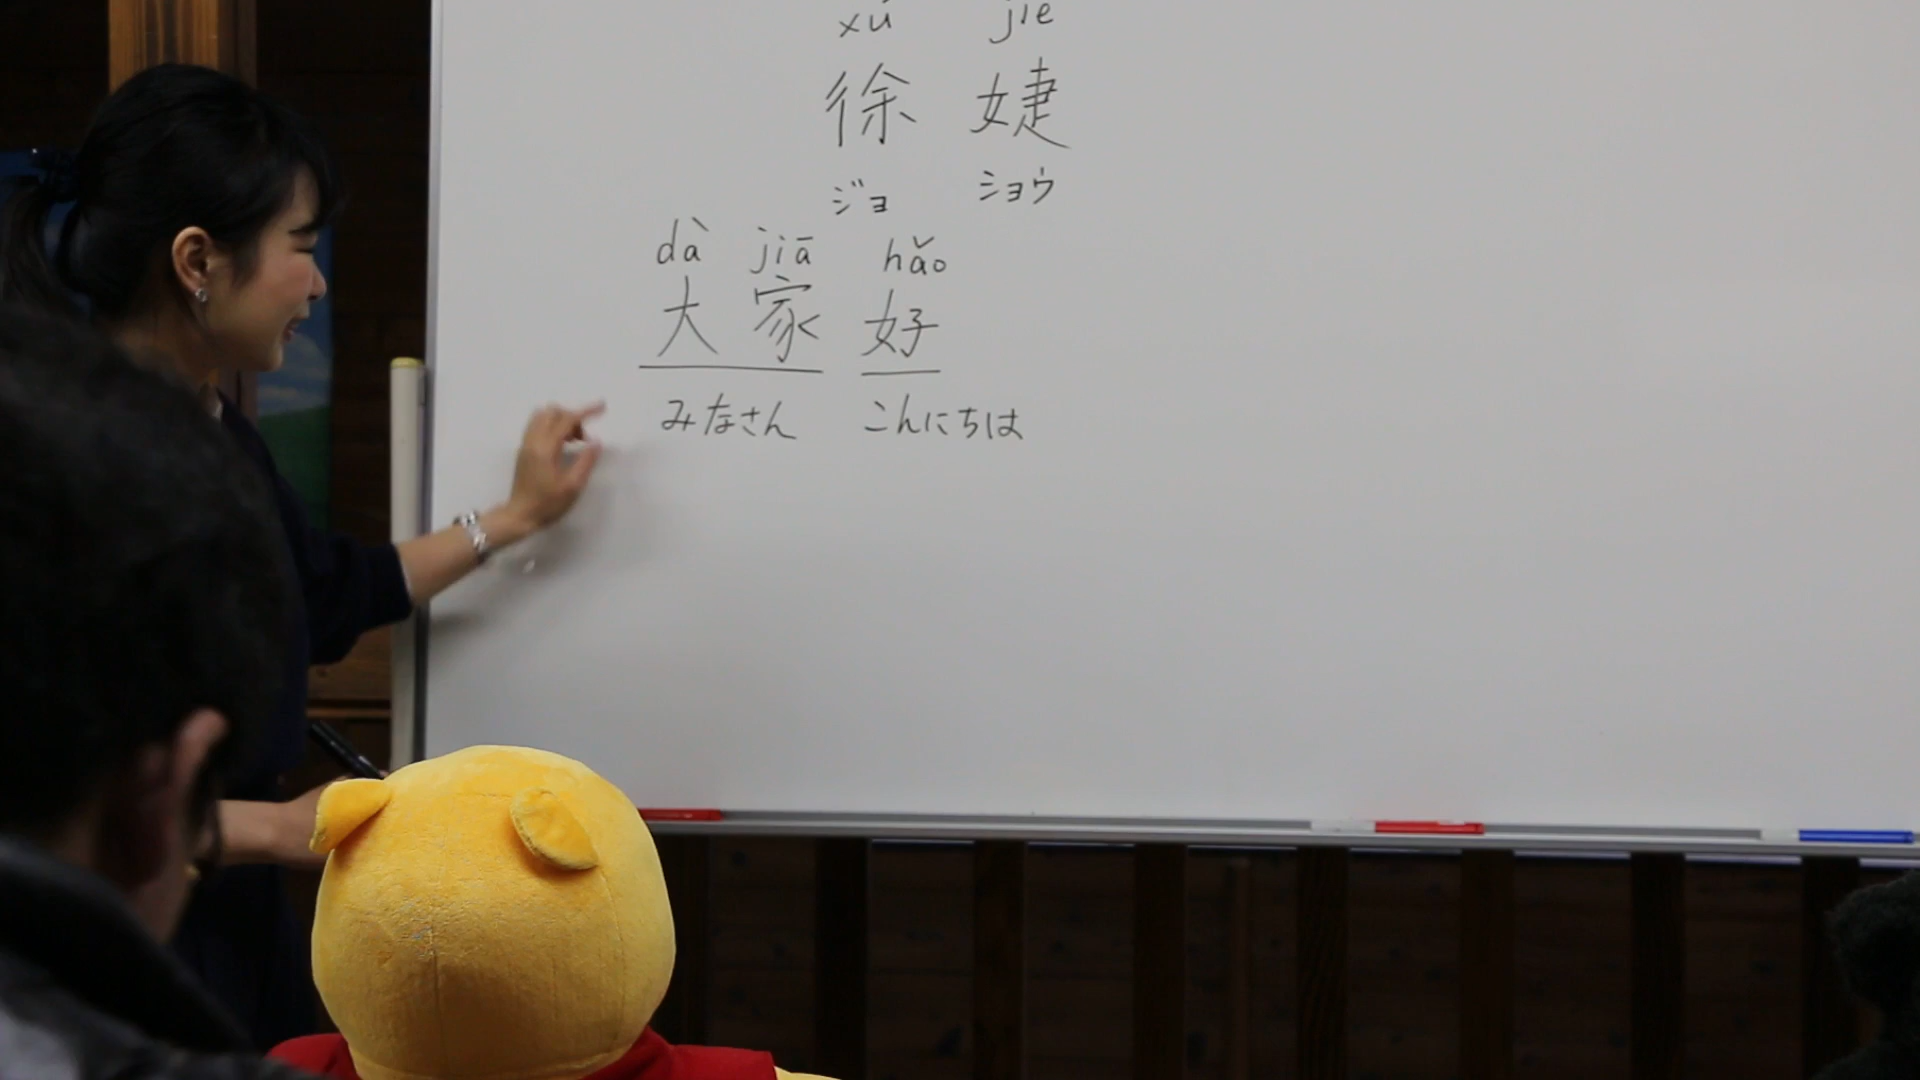 xú jié
徐 婕
ジョ ショウ
dà jiā hǎo
大 家 好
みなさん こんにちは